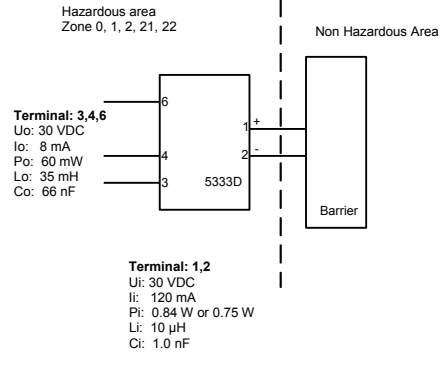 Hazardous area
Zone 0, 1, 2, 21, 22
Non Hazardous Area
Terminal: 3,4,6
Uo: 30 VDC
Io: 8 mA
Po: 60 mW
Lo: 35 mH
Co: 66 nF
6
4
3
1
+
2
-
5333D
Barrier
Terminal: 1,2
Ui: 30 VDC
Ii: 120 mA
Pi: 0.84 W or 0.75 W
Li: 10 µH
Ci: 1.0 nF